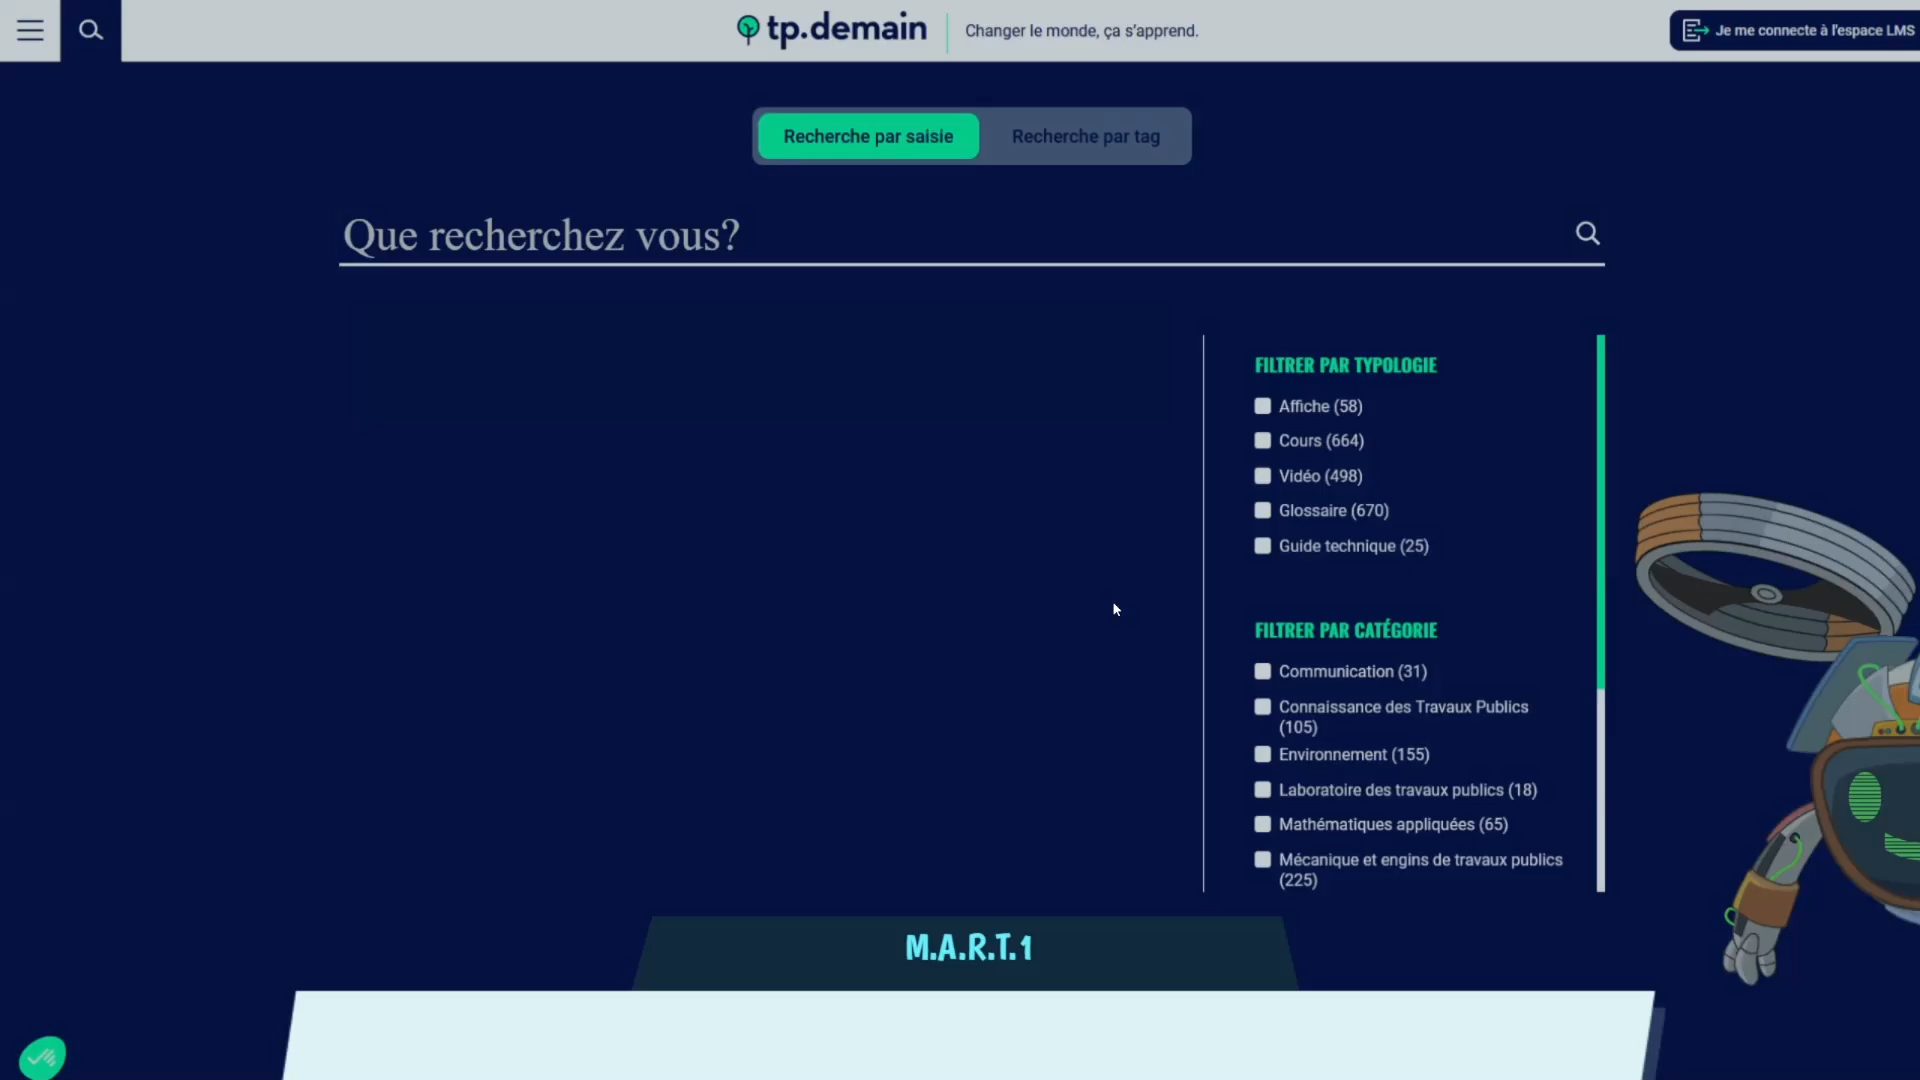 tp.demain
Changer le monde, ça s'apprend.
Je me connecte à l'espace LMS
Recherche par saisie
Recherche par tag
Que recherchez vous?
FILTRER PAR TYPOLOGIE
Affiche (58)
Cours (664)
Vidéo (498)
Glossaire (670)
Guide technique (25)
FILTRER PAR CATÉGORIE
Communication (31)
Connaissance des Travaux Publics
(105)
Environnement (155)
Laboratoire des travaux publics (18)
Mathématiques appliquées (65)
Mécanique et engins de travaux publics
(225)
M.A.R.T.1